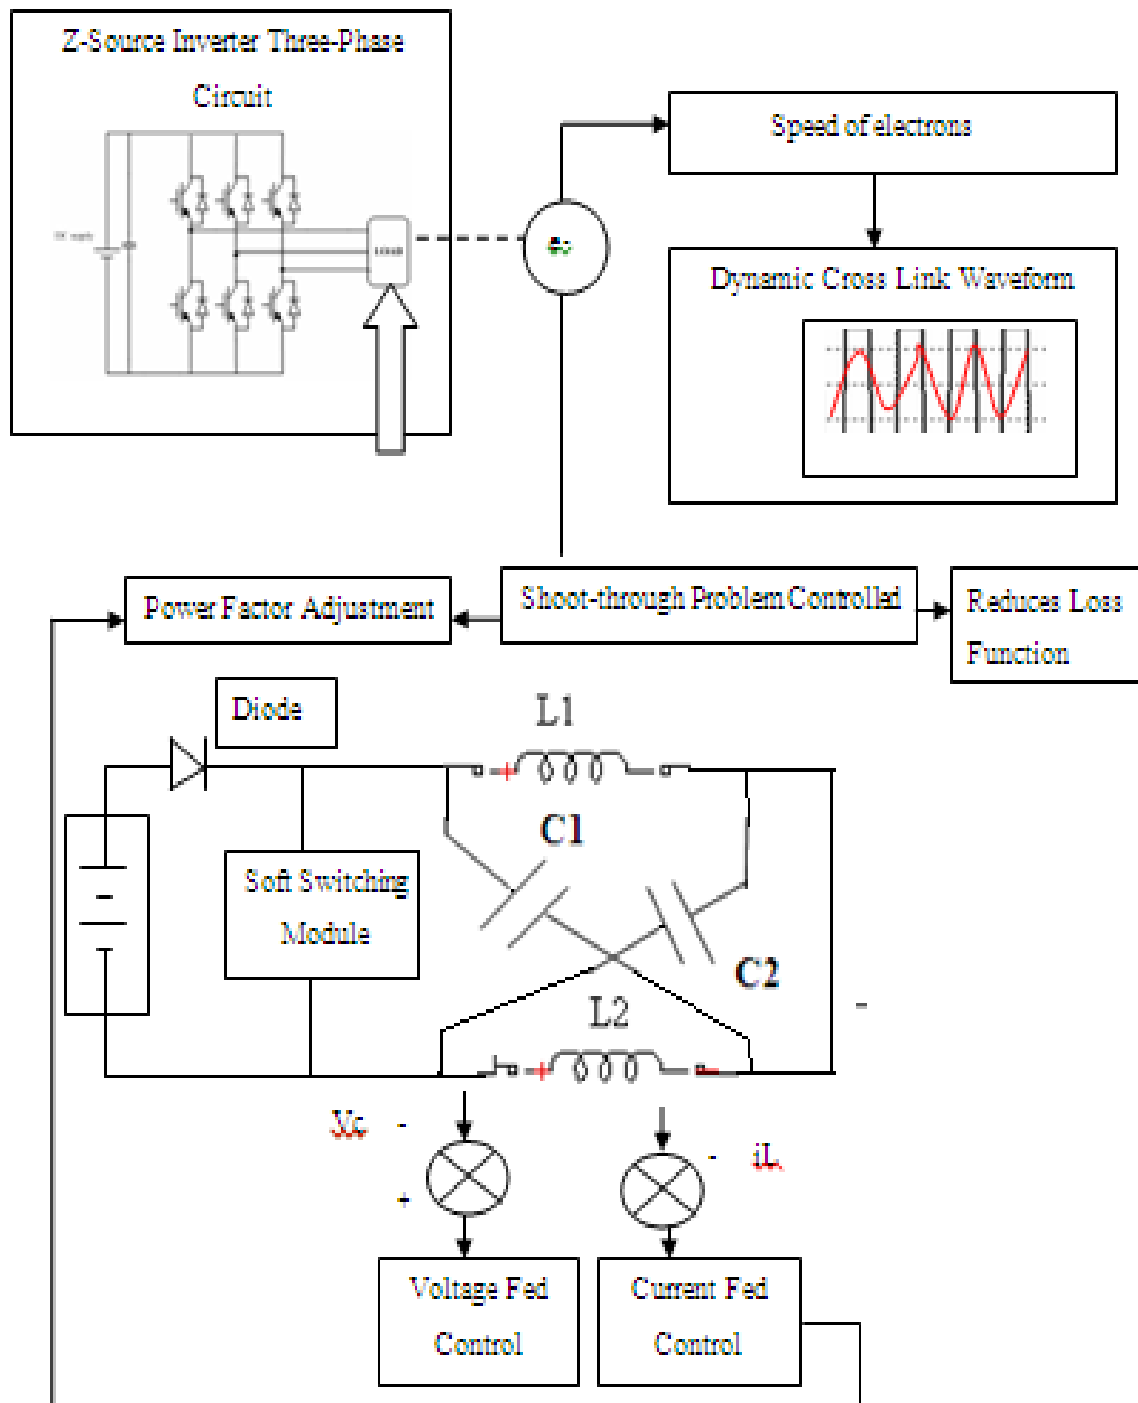 Z-Source Inverter Three-Phase
Circuit
LOAD
Speed of electrons
Dynamic Cross Link Waveform
Power Factor Adjustment
Shoot-through Problem Controlled
Reduces Loss
Function
Diode
L1
C1
Soft Switching
Module
C2
L2
-
Vc -
- iL
+
Voltage Fed
Control
Current Fed
Control